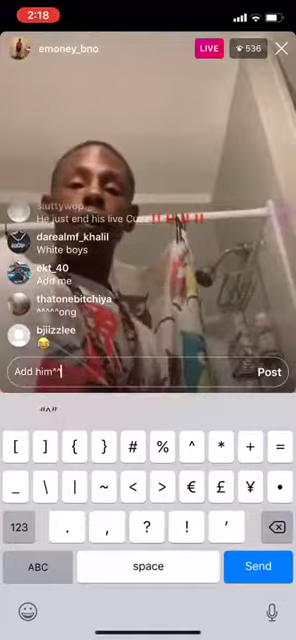 2:18
emoney_bno
LIVE
536
He just end his live Cuzz‼️‼️‼️‼️
darealmf_khalil
White boys
ekt_40
Add me
thatonebitchiya
^^^^^ong
bjiizzlee
😂
Add him^^
Post
"^"
[ ] { } # % ^ * + =
_ \ | ~ < > € £ ¥ •
123 . , ? ! '
ABC space Send